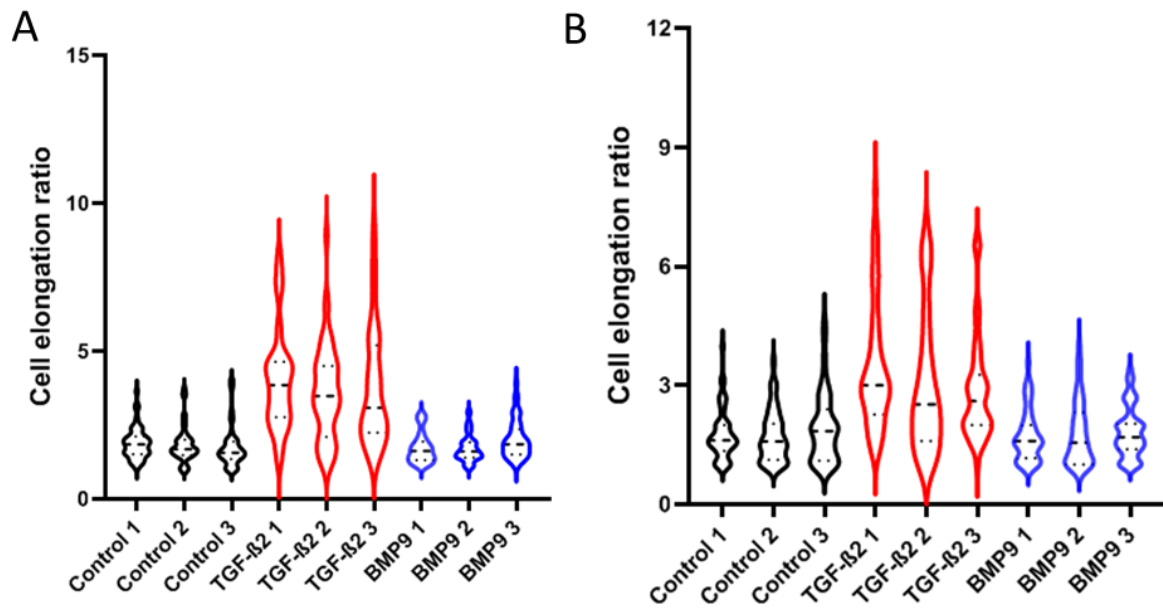 A
Cell elongation ratio
15
10
5
0
Control 1
Control 2
Control 3
TGF-ß2 1
TGF-ß2 2
TGF-ß2 3
BMP9 1
BMP9 2
BMP9 3
B
Cell elongation ratio
12
9
6
3
0
Control 1
Control 2
Control 3
TGF-ß2 1
TGF-ß2 2
TGF-ß2 3
BMP9 1
BMP9 2
BMP9 3